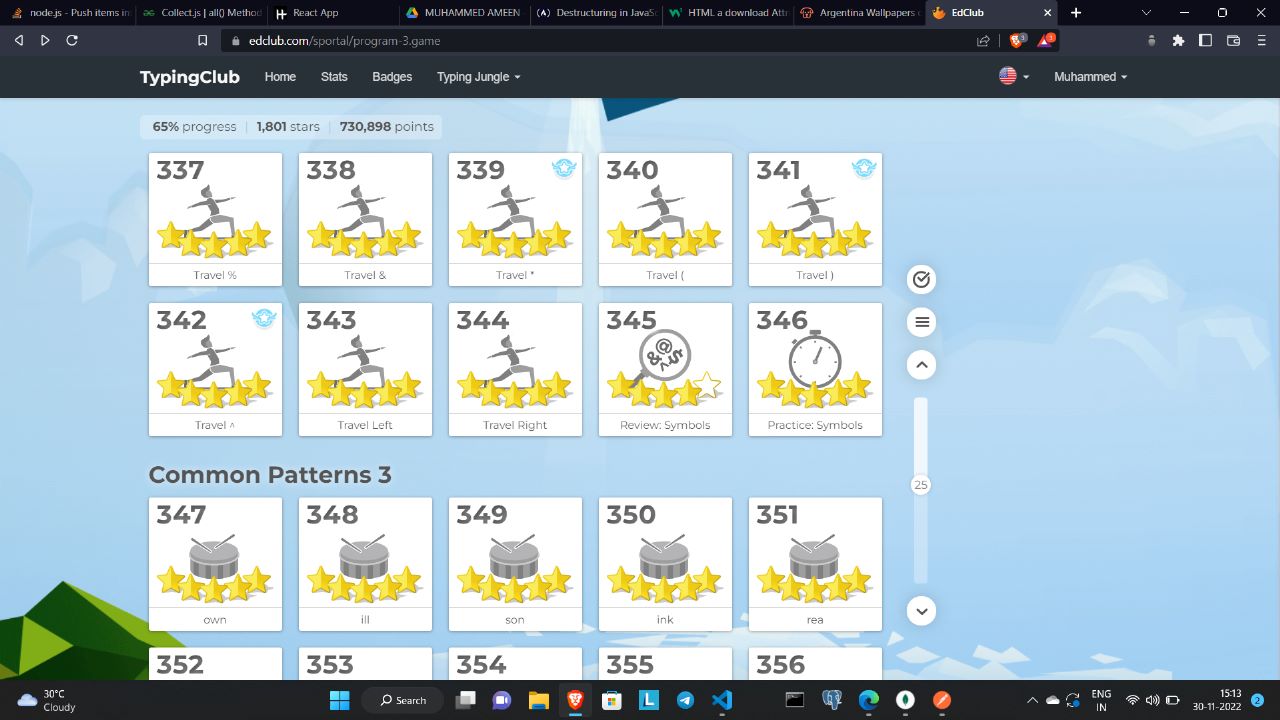 node.js - Push items in
Collect.js | all() Method
React App
MUHAMMED AMEEN
Destructuring in JavaSc
HTML a download Attr
Argentina Wallpapers
EdClub
edclub.com/sportal/program-3.game
TypingClub Home Stats Badges Typing Jungle Muhammed
65% progress | 1,801 stars | 730,898 points
337 338 339 340 341
Travel % Travel & Travel * Travel ( Travel )
342 343 344 345 346
Travel ^ Travel Left Travel Right Review: Symbols Practice: Symbols
25
Common Patterns 3
347 348 349 350 351
own ill son ink rea
352 353 354 355 356
30°C
Cloudy
Search
ENG
IN
15:13
30-11-2022
2